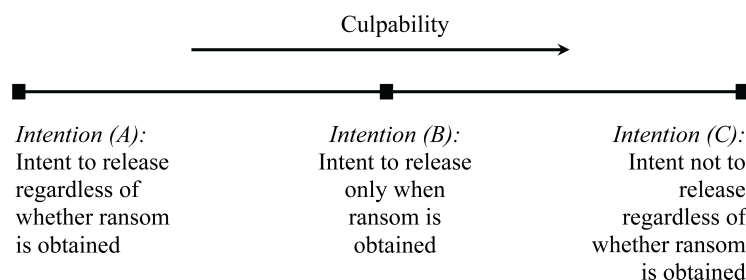 Culpability
Intention (A):
Intent to release
regardless of
whether ransom
is obtained
Intention (B):
Intent to release
only when
ransom is
obtained
Intention (C):
Intent not to
release
regardless of
whether ransom
is obtained